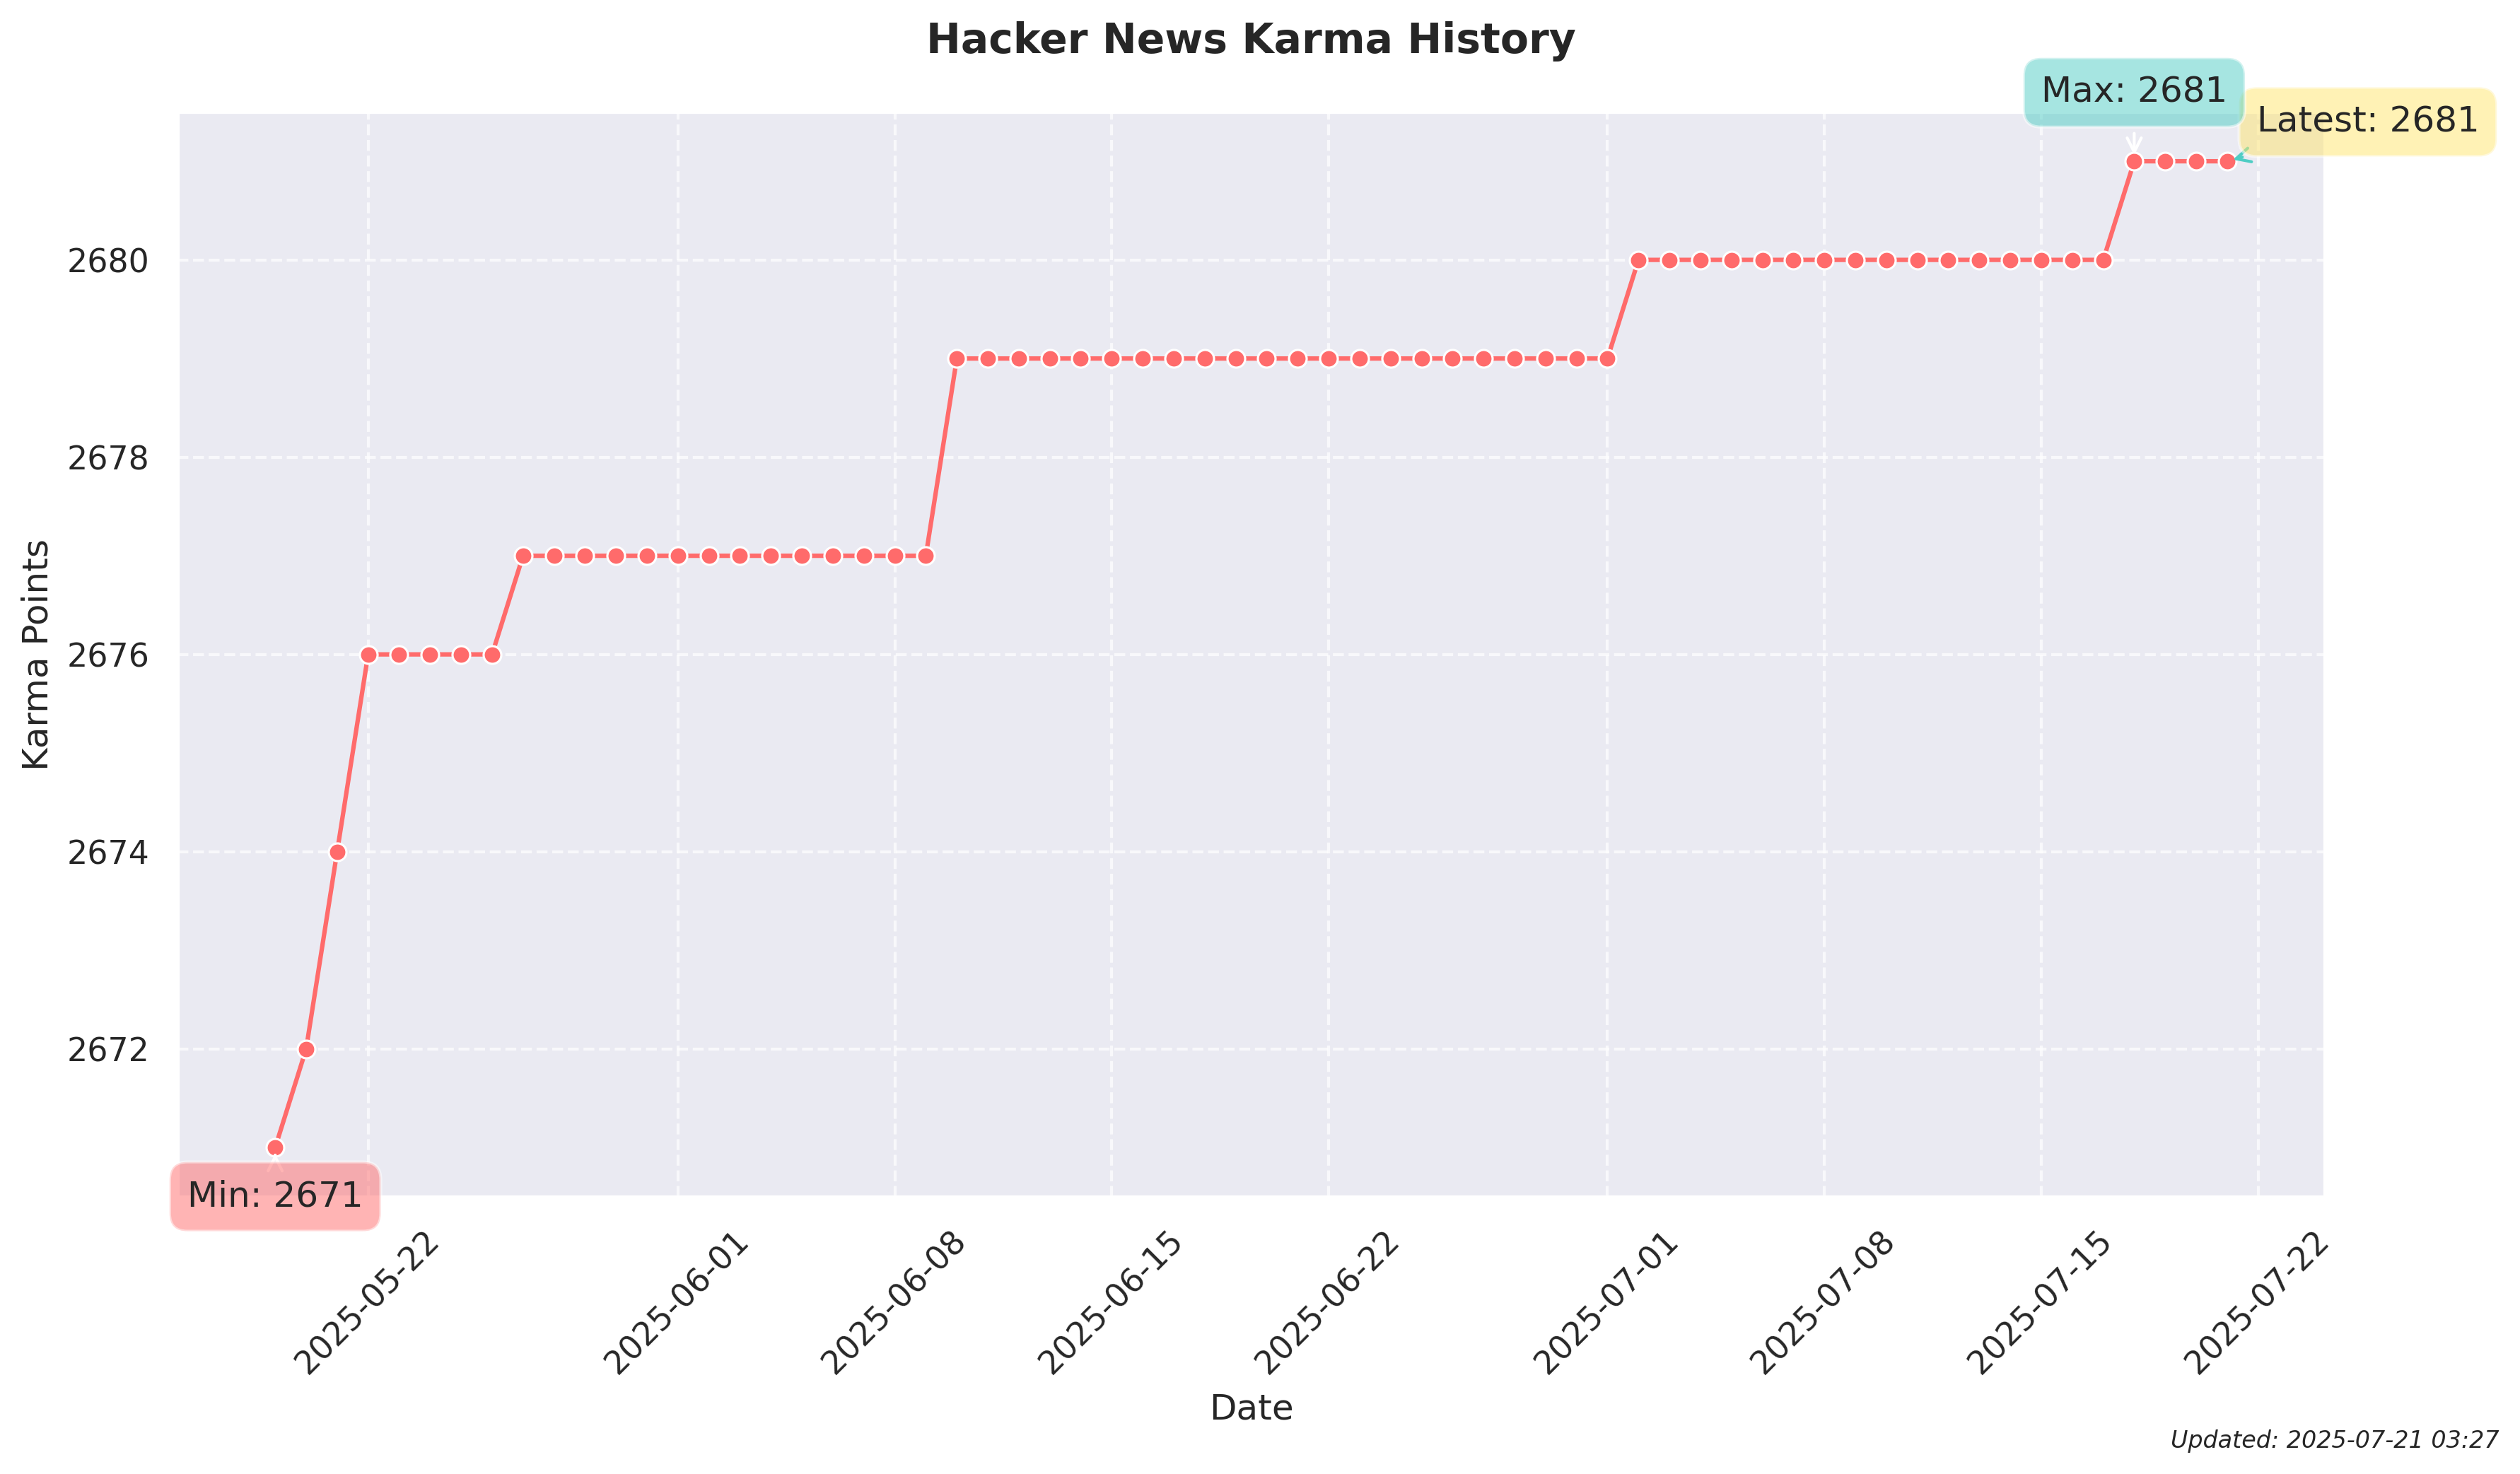 Hacker News Karma History
Max: 2681
Latest: 2681
2680
2678
2676
2674
2672
Karma Points
Min: 2671
2025-05-22
2025-06-01
2025-06-08
2025-06-15
2025-06-22
2025-07-01
2025-07-08
2025-07-15
2025-07-22
Date
Updated: 2025-07-21 03:27